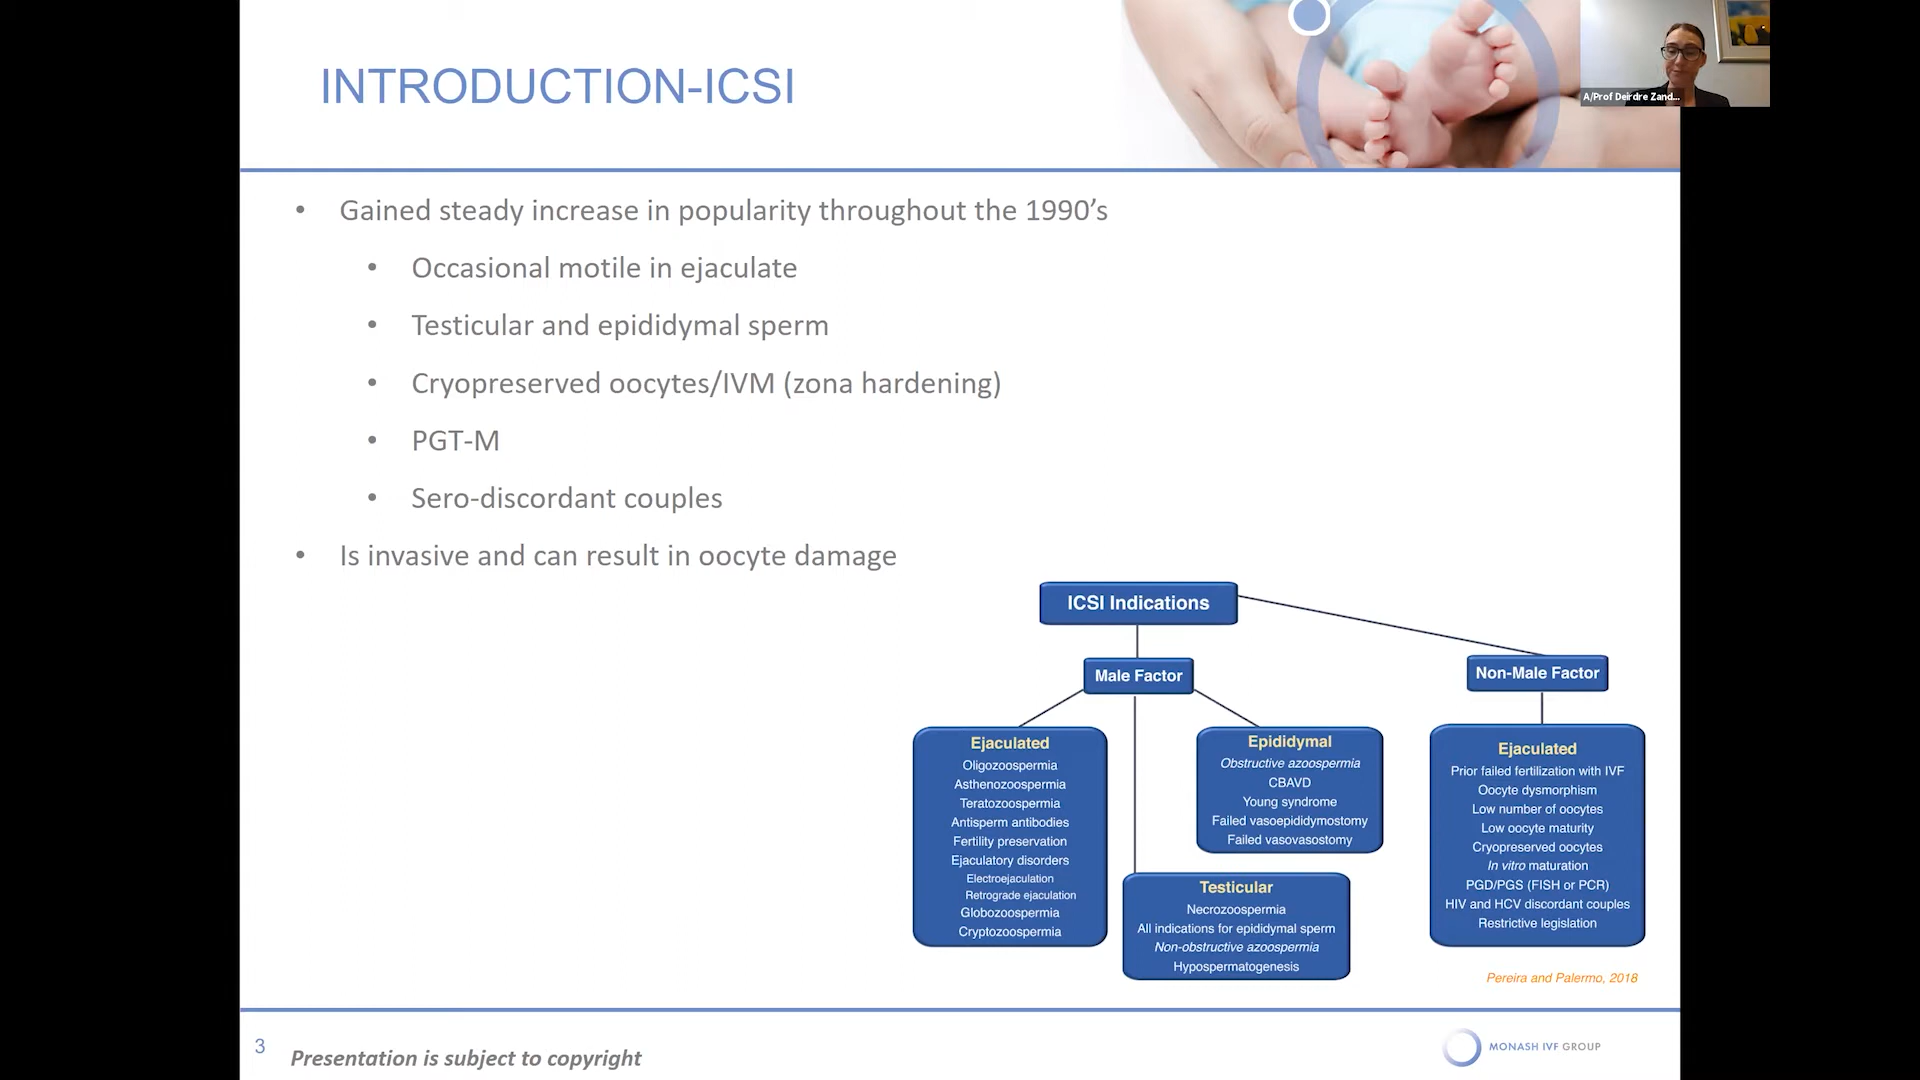 INTRODUCTION-ICSI
A/Prof Deirdre Zand...
• Gained steady increase in popularity throughout the 1990’s
• Occasional motile in ejaculate
• Testicular and epididymal sperm
• Cryopreserved oocytes/IVM (zona hardening)
• PGT-M
• Sero-discordant couples
• Is invasive and can result in oocyte damage
ICSI Indications
Male Factor
Non-Male Factor
Ejaculated
Oligozoospermia
Asthenozoospermia
Teratozoospermia
Antisperm antibodies
Fertility preservation
Ejaculatory disorders
Electroejaculation
Retrograde ejaculation
Globozoospermia
Cryptozoospermia
Testicular
Necrozoospermia
All indications for epididymal sperm
Non-obstructive azoospermia
Hypospermatogenesis
Epididymal
Obstructive azoospermia
CBAVD
Young syndrome
Failed vasoepididymostomy
Failed vasovasostomy
Ejaculated
Prior failed fertilization with IVF
Oocyte dysmorphism
Low number of oocytes
Low oocyte maturity
Cryopreserved oocytes
In vitro maturation
PGD/PGS (FISH or PCR)
HIV and HCV discordant couples
Restrictive legislation
Pereira and Palermo, 2018
3
Presentation is subject to copyright
MONASH IVF GROUP